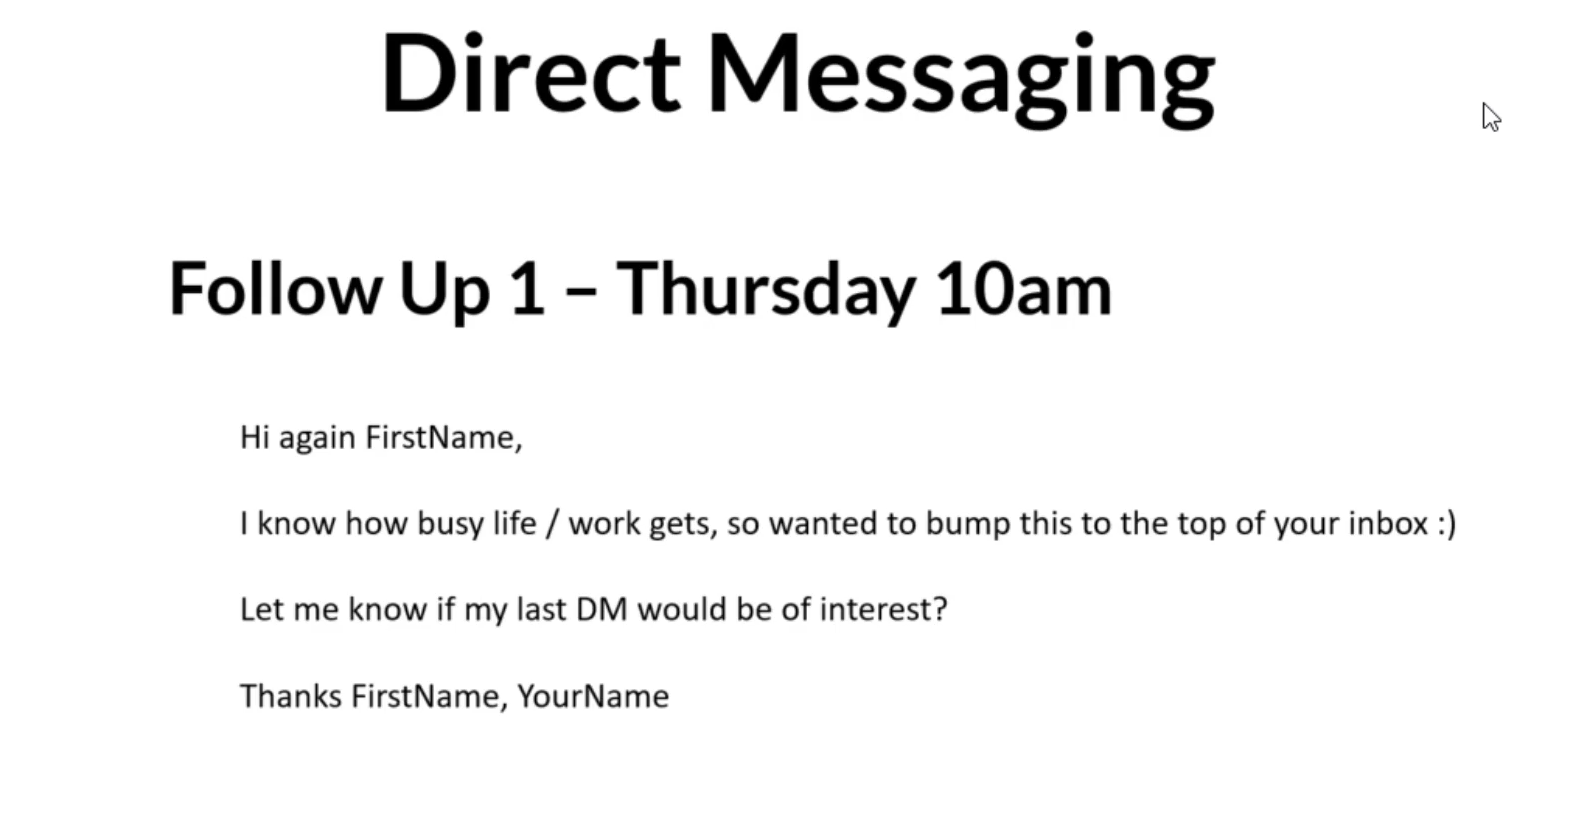 Direct Messaging
Follow Up 1 – Thursday 10am
Hi again FirstName,
I know how busy life / work gets, so wanted to bump this to the top of your inbox :)
Let me know if my last DM would be of interest?
Thanks FirstName, YourName